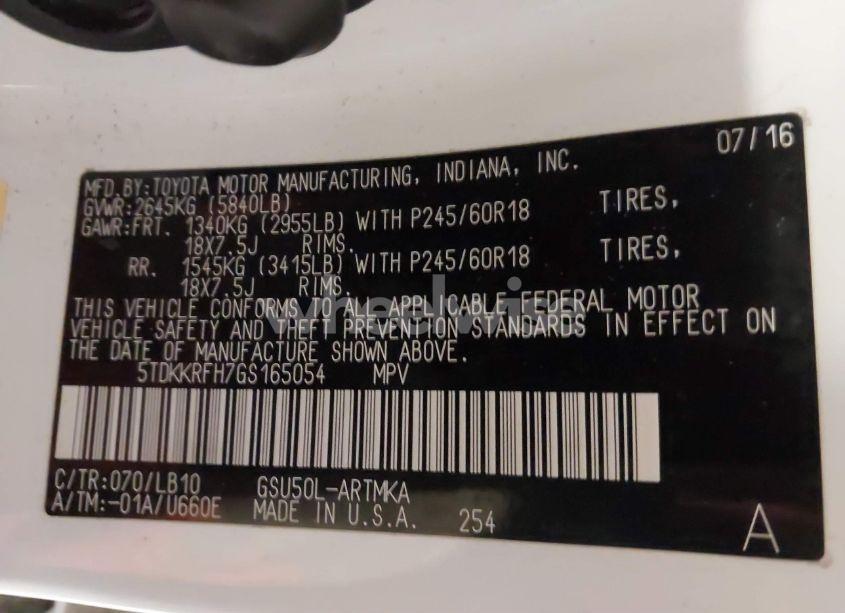 07/16
MFD.BY:TOYOTA MOTOR MANUFACTURING, INDIANA, INC.
GVWR:2645KG (5840LB)
GAWR:FRT. 1340KG (2955LB) WITH P245/60R18 TIRES,
18X7.5J RIMS.
RR. 1545KG (3415LB) WITH P245/60R18 TIRES,
18X7.5J RIMS.
THIS VEHICLE CONFORMS TO ALL APPLICABLE FEDERAL MOTOR
VEHICLE SAFETY AND THEFT PREVENTION STANDARDS IN EFFECT ON
THE DATE OF MANUFACTURE SHOWN ABOVE.
5TDKKRFH7GS165054 MPV
C/TR:070/LB10 GSU50L-ARTMKA
A/TM:-01A/U660E MADE IN U.S.A. 254
A